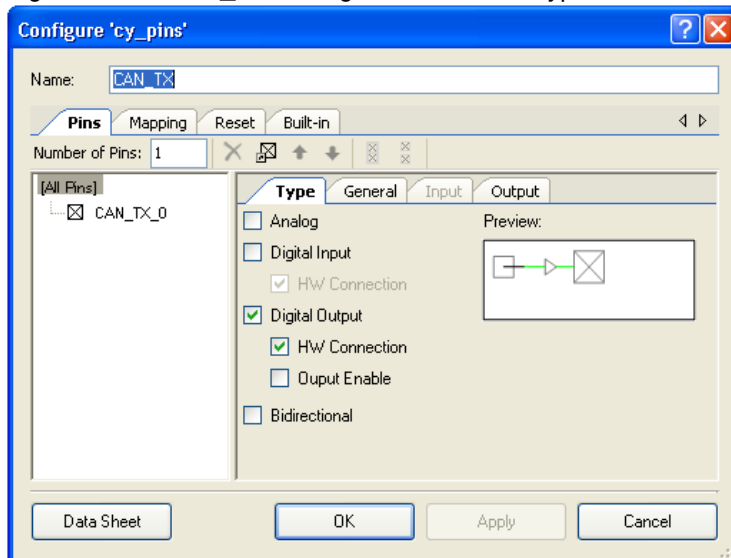 Configure 'cy_pins'
Name: CAN_TX
Pins Mapping Reset Built-in
Number of Pins: 1
[All Pins]
CAN_TX_0
Type General Input Output
Analog
Preview:
Digital Input
HW Connection
Digital Output
HW Connection
Ouput Enable
Bidirectional
Data Sheet OK Apply Cancel